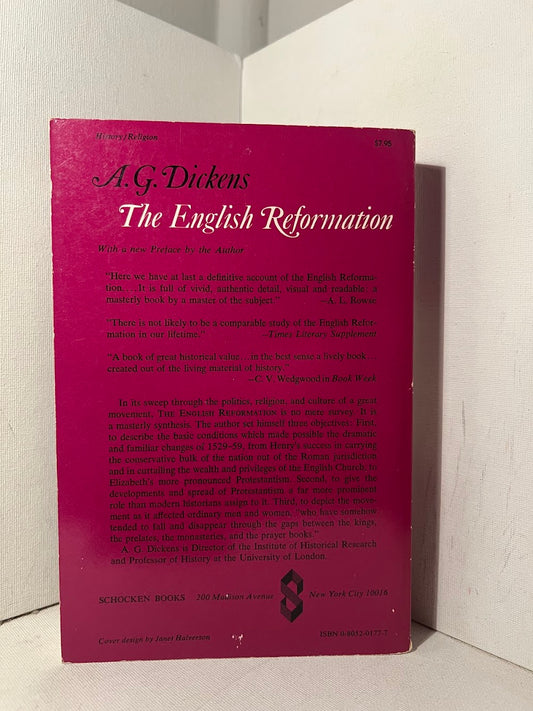 History/Religion
$7.95
A. G. Dickens
The English Reformation
With a new Preface by the Author
"Here we have at last a definitive account of the English Reforma-
tion. . . . It is full of vivid, authentic detail, visual and readable: a
masterly book by a master of the subject." —A. L. Rowse
"There is not likely to be a comparable study of the English Refor-
mation in our lifetime." —Times Literary Supplement
"A book of great historical value . . . in the best sense a lively book
created out of the living material of history."
—C. V. Wedgwood in Book Week
In its sweep through the politics, religion, and culture of a great
movement, THE ENGLISH REFORMATION is no mere survey. It is
a masterly synthesis. The author set himself three objectives: First,
to describe the basic conditions which made possible the dramatic
and familiar changes of 1529-59, from Henry's success in carrying
the conservative bulk of the nation out of the Roman jurisdiction
and in curtailing the wealth and privileges of the English Church, to
Elizabeth's more pronounced Protestantism. Second, to give the
developments and spread of Protestantism a far more prominent
role than modern historians assign to it. Third, to depict the move-
ment as it affected ordinary men and women, "who have somehow
tended to fall and disappear through the gaps between the kings,
the prelates, the monasteries, and the prayer books."
A. G. Dickens is Director of the Institute of Historical Research
and Professor of History at the University of London.
SCHOCKEN BOOKS 200 Madison Avenue New York City 10016
Cover design by Janet Halverson
ISBN 0-8052-0177-7